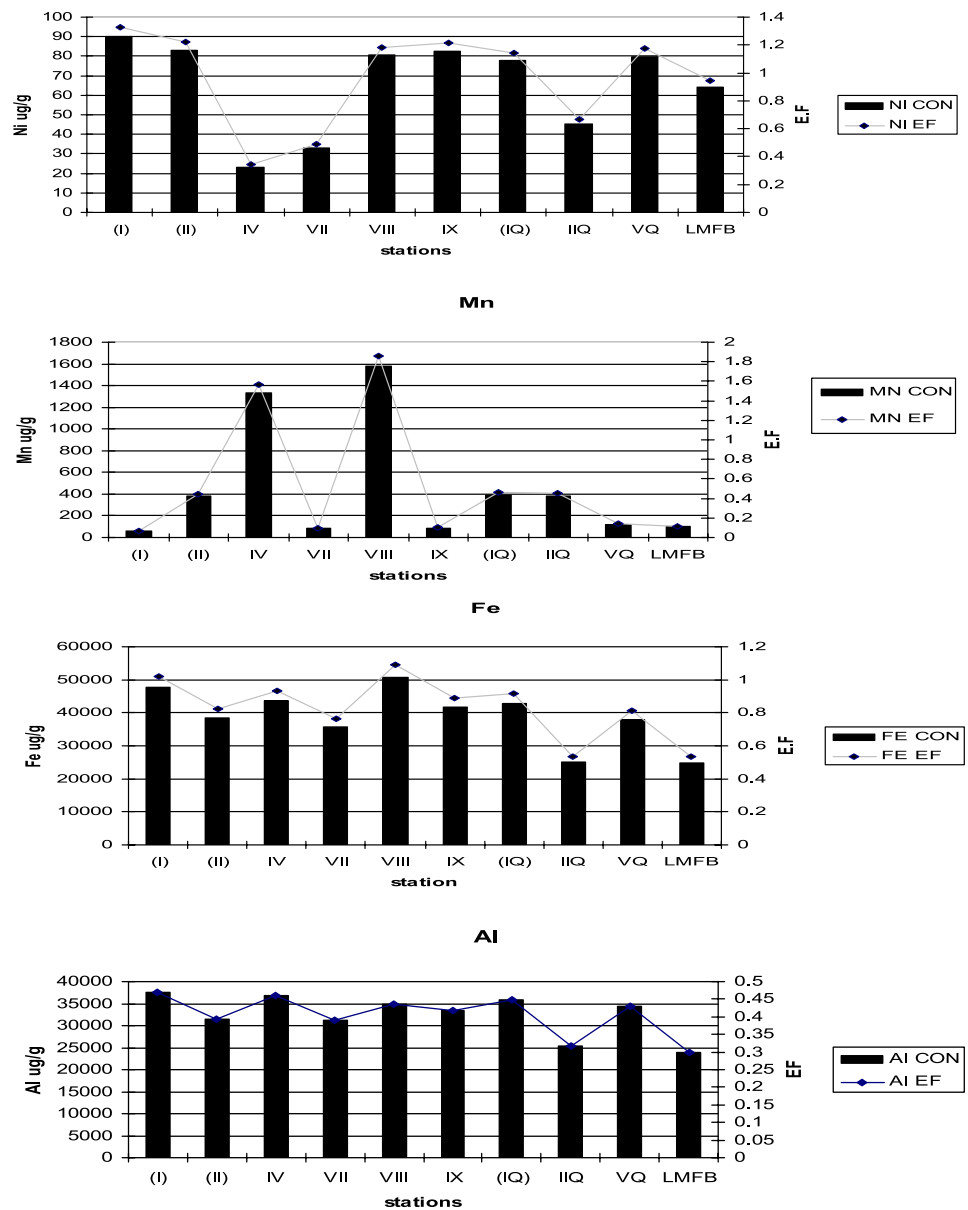 100 1.4
90 1.2
80
70 1
60 0.8
50
40 0.6
30 0.4
20
10 0.2
0 0
Ni ug/g
E.F
(I) (II) IV VII VIII IX (IQ) IIQ VQ LMFB
stations
NI CON
NI EF
Mn
1800 2
1600 1.8
1400 1.6
1200 1.4
1000 1.2
800 1
600 0.8
400 0.6
200 0.4
0 0.2
0
Mn ug/g
E.F
(I) (II) IV VII VIII IX (IQ) IIQ VQ LMFB
stations
MN CON
MN EF
Fe
60000 1.2
50000 1
40000 0.8
30000 0.6
20000 0.4
10000 0.2
0 0
Fe ug/g
E.F
(I) (II) IV VII VIII IX (IQ) IIQ VQ LMFB
station
FE CON
FE EF
Al
40000 0.5
35000 0.45
30000 0.4
25000 0.35
20000 0.3
15000 0.25
10000 0.2
5000 0.15
0 0.1
0.05
0
Al ug/g
EF
(I) (II) IV VII VIII IX (IQ) IIQ VQ LMFB
stations
Al CON
Al EF